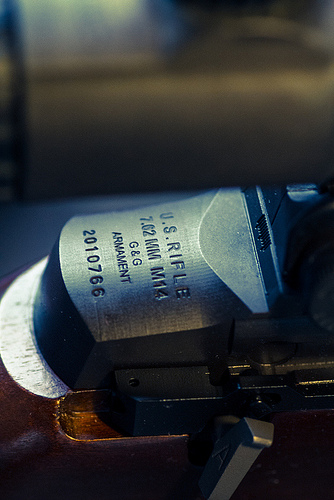 U.S.RIFLE
7.62 MM M14
G&G
ARMAMENT
2010766